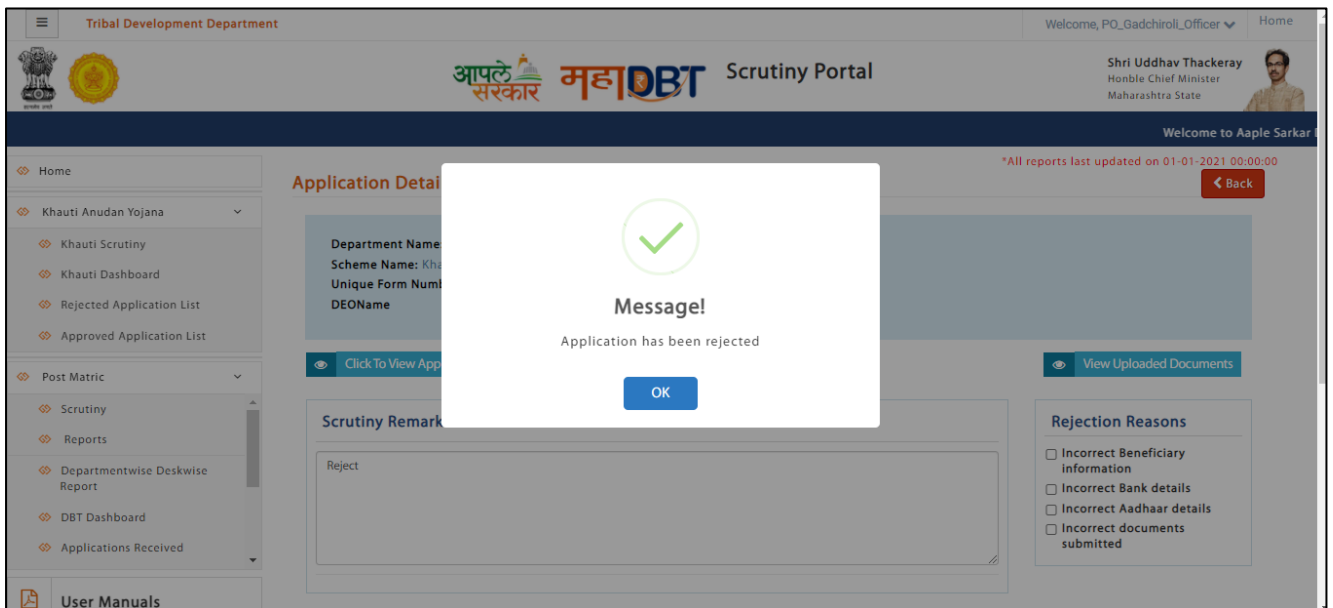 Tribal Development Department
Welcome, PO_Gadchiroli_Officer
Home
आपले सरकार
महाDBT
Scrutiny Portal
Shri Uddhav Thackeray
Honble Chief Minister
Maharashtra State
Welcome to Aaple Sarkar
*All reports last updated on 01-01-2021 00:00:00
Home
Application Detai
Back
Khauti Anudan Yojana
Khauti Scrutiny
Khauti Dashboard
Rejected Application List
Approved Application List
Department Name:
Scheme Name: Kha
Unique Form Numb
DEOName
Message!
Application has been rejected
OK
Click To View App
View Uploaded Documents
Post Matric
Scrutiny
Reports
Departmentwise Deskwise
Report
DBT Dashboard
Applications Received
Scrutiny Remark
Reject
Rejection Reasons
Incorrect Beneficiary
information
Incorrect Bank details
Incorrect Aadhaar details
Incorrect documents
submitted
User Manuals